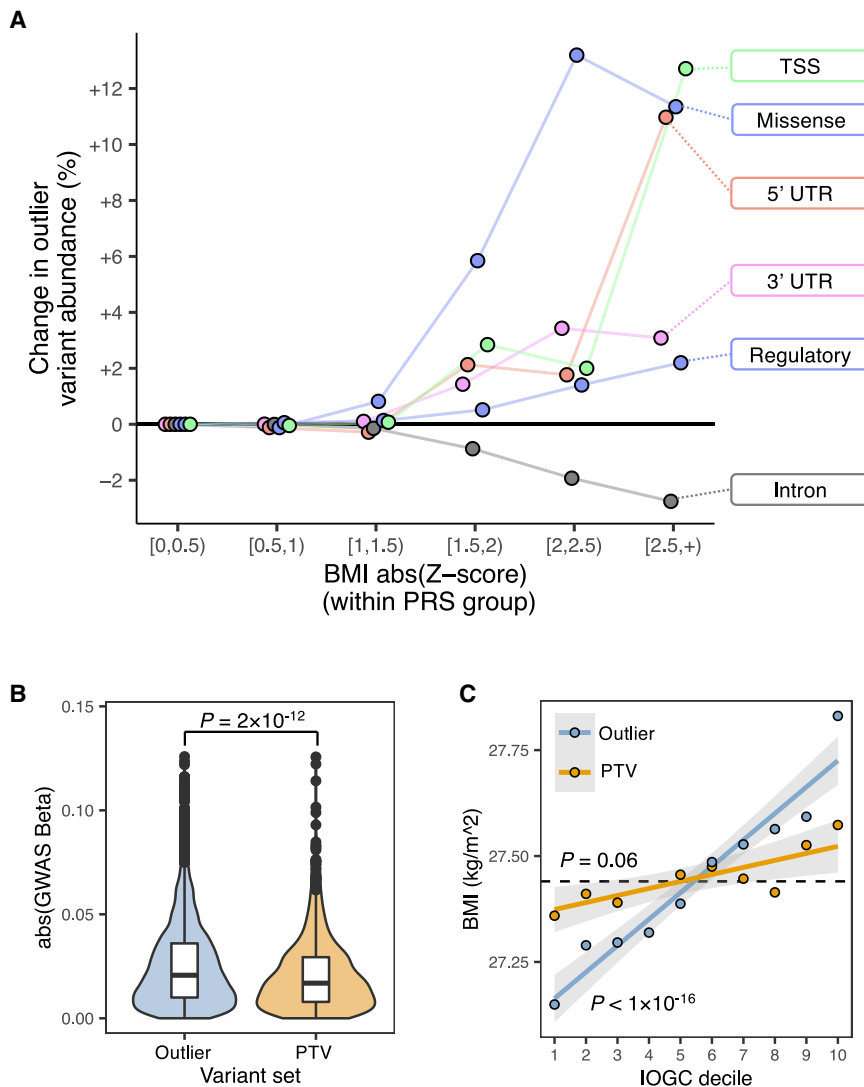 A
Change in outlier
variant abundance (%)
+12
+10
+8
+6
+4
+2
0
−2
[0,0.5)
[0.5,1)
[1,1.5)
[1.5,2)
[2,2.5)
[2.5,+)
BMI abs(Z−score)
(within PRS group)
TSS
Missense
5' UTR
3' UTR
Regulatory
Intron
B
abs(GWAS Beta)
0.15
0.10
0.05
0.00
P = 2×10⁻¹²
Outlier
PTV
Variant set
C
BMI (kg/m^2)
27.75
27.50
27.25
Outlier
PTV
P = 0.06
P < 1×10⁻¹⁶
1 2 3 4 5 6 7 8 9 10
IOGC decile